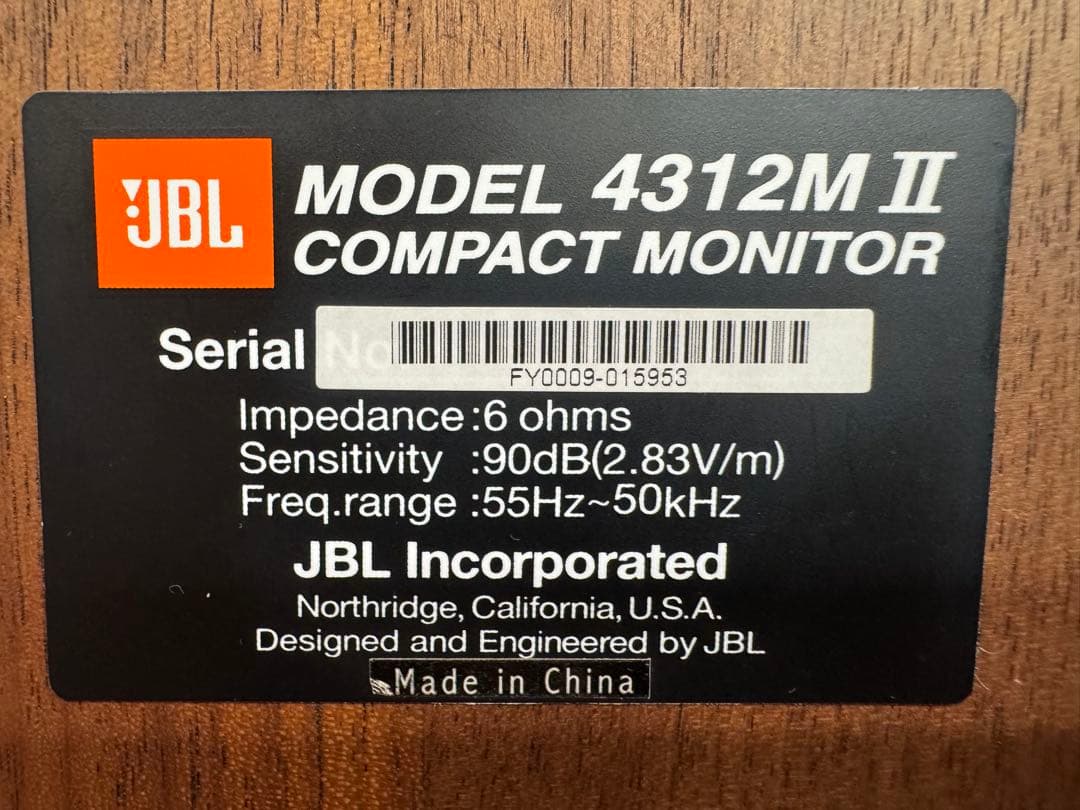 JBL
MODEL 4312M II
COMPACT MONITOR
Serial No
FY0009-015953
Impedance:6 ohms
Sensitivity :90dB(2.83V/m)
Freq.range :55Hz~50kHz
JBL Incorporated
Northridge, California, U.S.A.
Designed and Engineered by JBL
Made in China